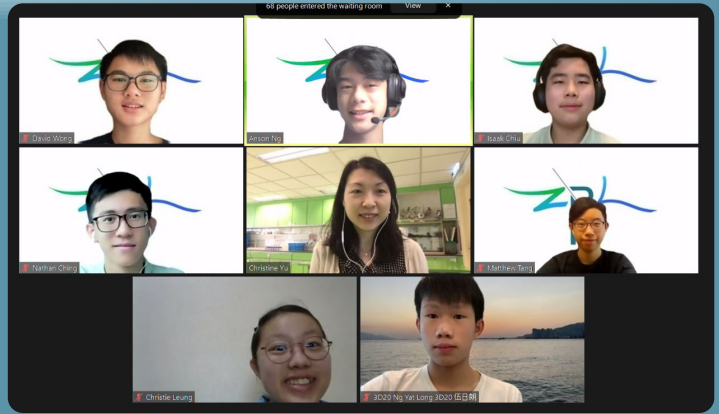 68 people entered the waiting room
View
×
David Wong
Anson Ng
Isaak Chiu
Nathan Ching
Christine Yu
Matthew Tang
Christie Leung
3D20 Ng Yat Long 3D20 伍日朗